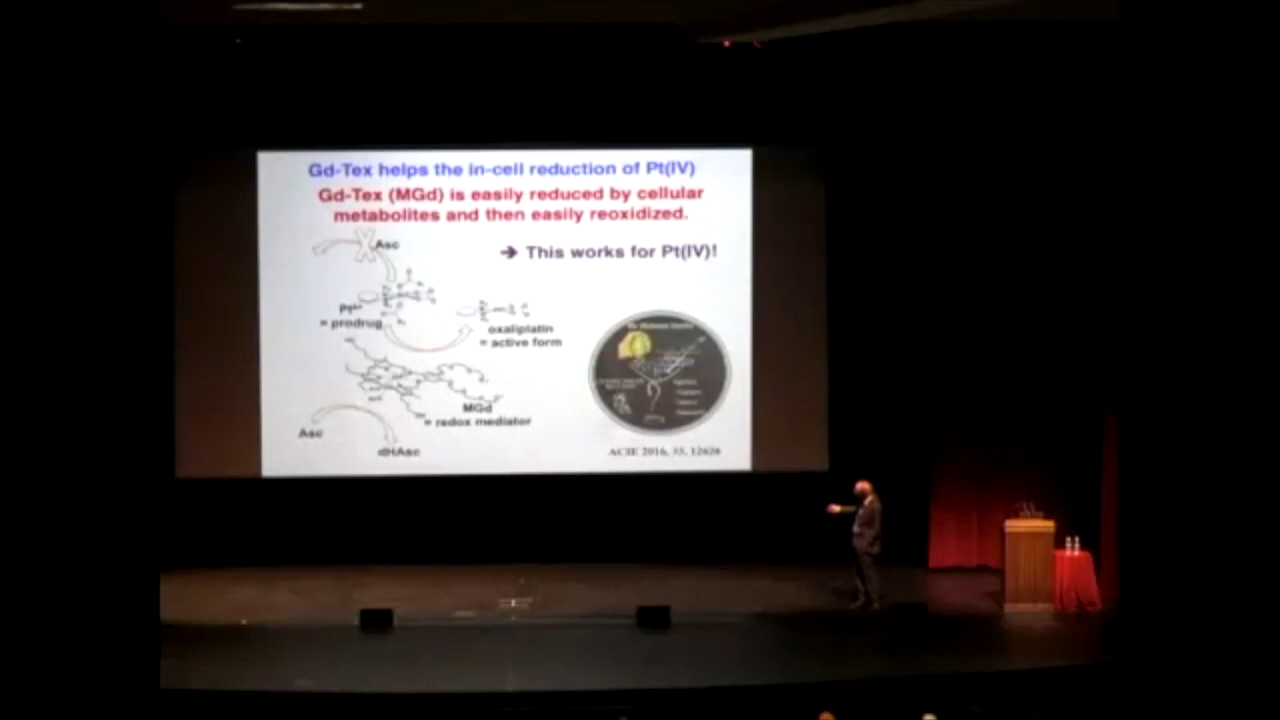 Gd-Tex helps the in-cell reduction of Pt(IV)
Gd-Tex (MGd) is easily reduced by cellular
metabolites and then easily reoxidized.
Asc
➔ This works for Pt(IV)!
= prodrug
oxaliplatin
= active form
MGd
= redox mediator
Asc
dHAsc
ACIE 2016, 55, 12626